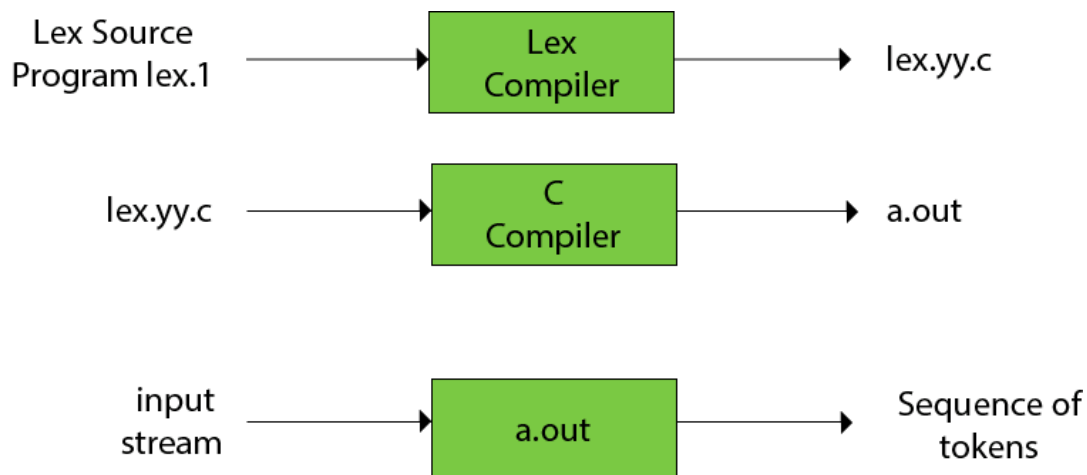 Lex Source
Program lex.1
Lex
Compiler
lex.yy.c
lex.yy.c
C
Compiler
a.out
input
stream
a.out
Sequence of
tokens